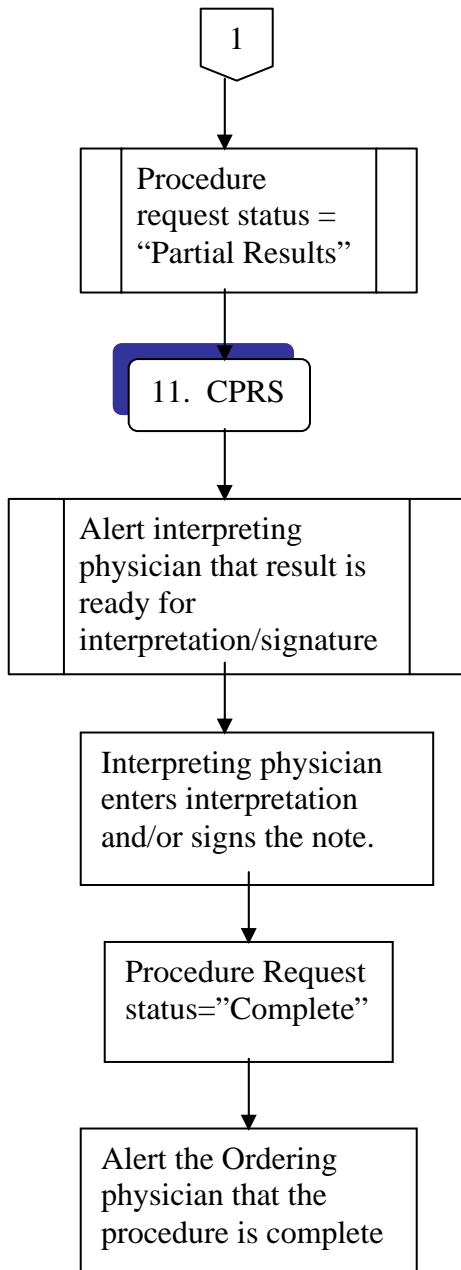 1
Procedure
request status =
”Partial Results”
11. CPRS
Alert interpreting
physician that result is
ready for
interpretation/signature
Interpreting physician
enters interpretation
and/or signs the note.
Procedure Request
status=”Complete”
Alert the Ordering
physician that the
procedure is complete